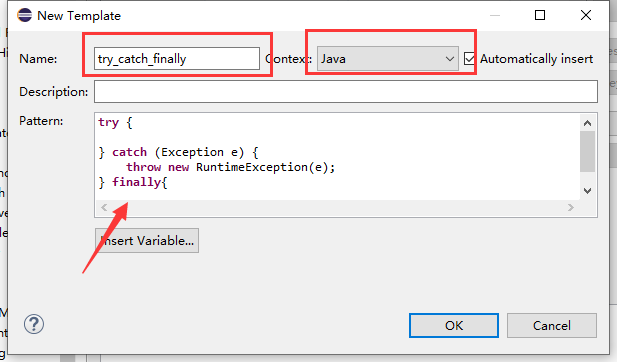 New Template
Name: try_catch_finally Context: Java Automatically insert
Description:
Pattern: try {
} catch (Exception e) {
throw new RuntimeException(e);
} finally{
Insert Variable...
OK Cancel